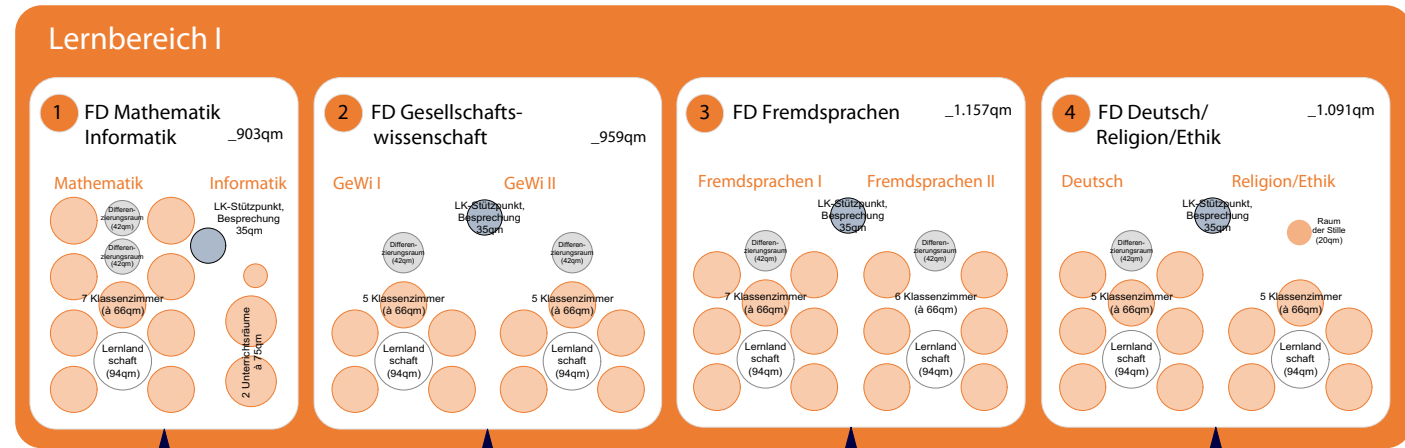 Lernbereich I
1
FD Mathematik
Informatik
_903qm
Mathematik
Informatik
Differen-
zierungsraum
(42qm)
LK-Stützpunkt,
Besprechung
35qm
Differen-
zierungsraum
(42qm)
7 Klassenzimmer
(à 66qm)
Lernland
schaft
(94qm)
2 Unterrichtsräume
à 75qm
2
FD Gesellschafts-
wissenschaft
_959qm
GeWi I
GeWi II
LK-Stützpunkt,
Besprechung
35qm
Differen-
zierungsraum
(42qm)
Differen-
zierungsraum
(42qm)
5 Klassenzimmer
(à 66qm)
5 Klassenzimmer
(à 66qm)
Lernland
schaft
(94qm)
Lernland
schaft
(94qm)
3
FD Fremdsprachen
_1.157qm
Fremdsprachen I
Fremdsprachen II
LK-Stützpunkt,
Besprechung
35qm
Differen-
zierungsraum
(42qm)
Differen-
zierungsraum
(42qm)
7 Klassenzimmer
(à 66qm)
6 Klassenzimmer
(à 66qm)
Lernland
schaft
(94qm)
Lernland
schaft
(94qm)
4
FD Deutsch/
Religion/Ethik
_1.091qm
Deutsch
Religion/Ethik
LK-Stützpunkt,
Besprechung
35qm
Raum
der Stille
(20qm)
Differen-
zierungsraum
(42qm)
5 Klassenzimmer
(à 66qm)
5 Klassenzimmer
(à 66qm)
Lernland
schaft
(94qm)
Lernland
schaft
(94qm)